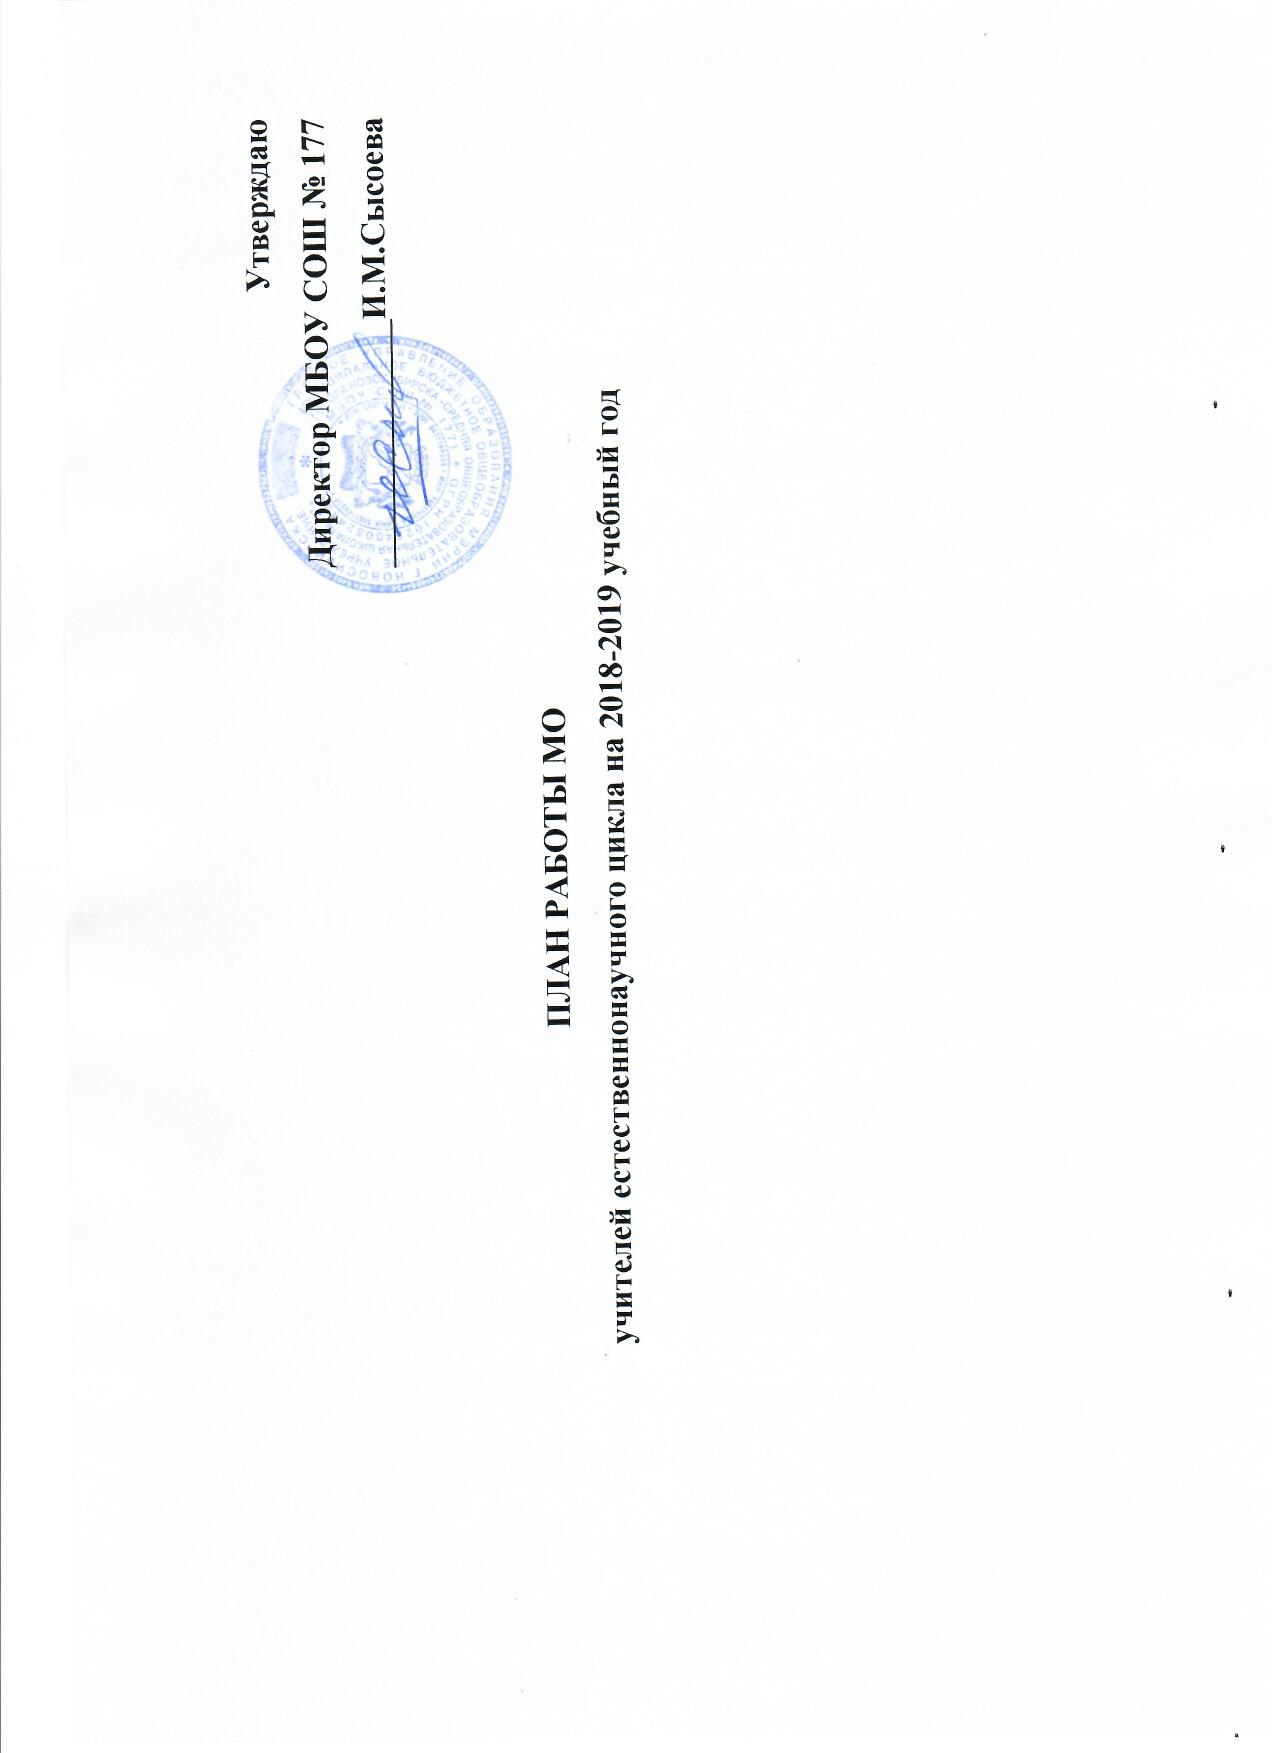 Утверждаю
Директор МБОУ СОШ № 177
И.М.Сысоева
ПЛАН РАБОТЫ МО
учителей естественнонаучного цикла на 2018-2019 учебный год